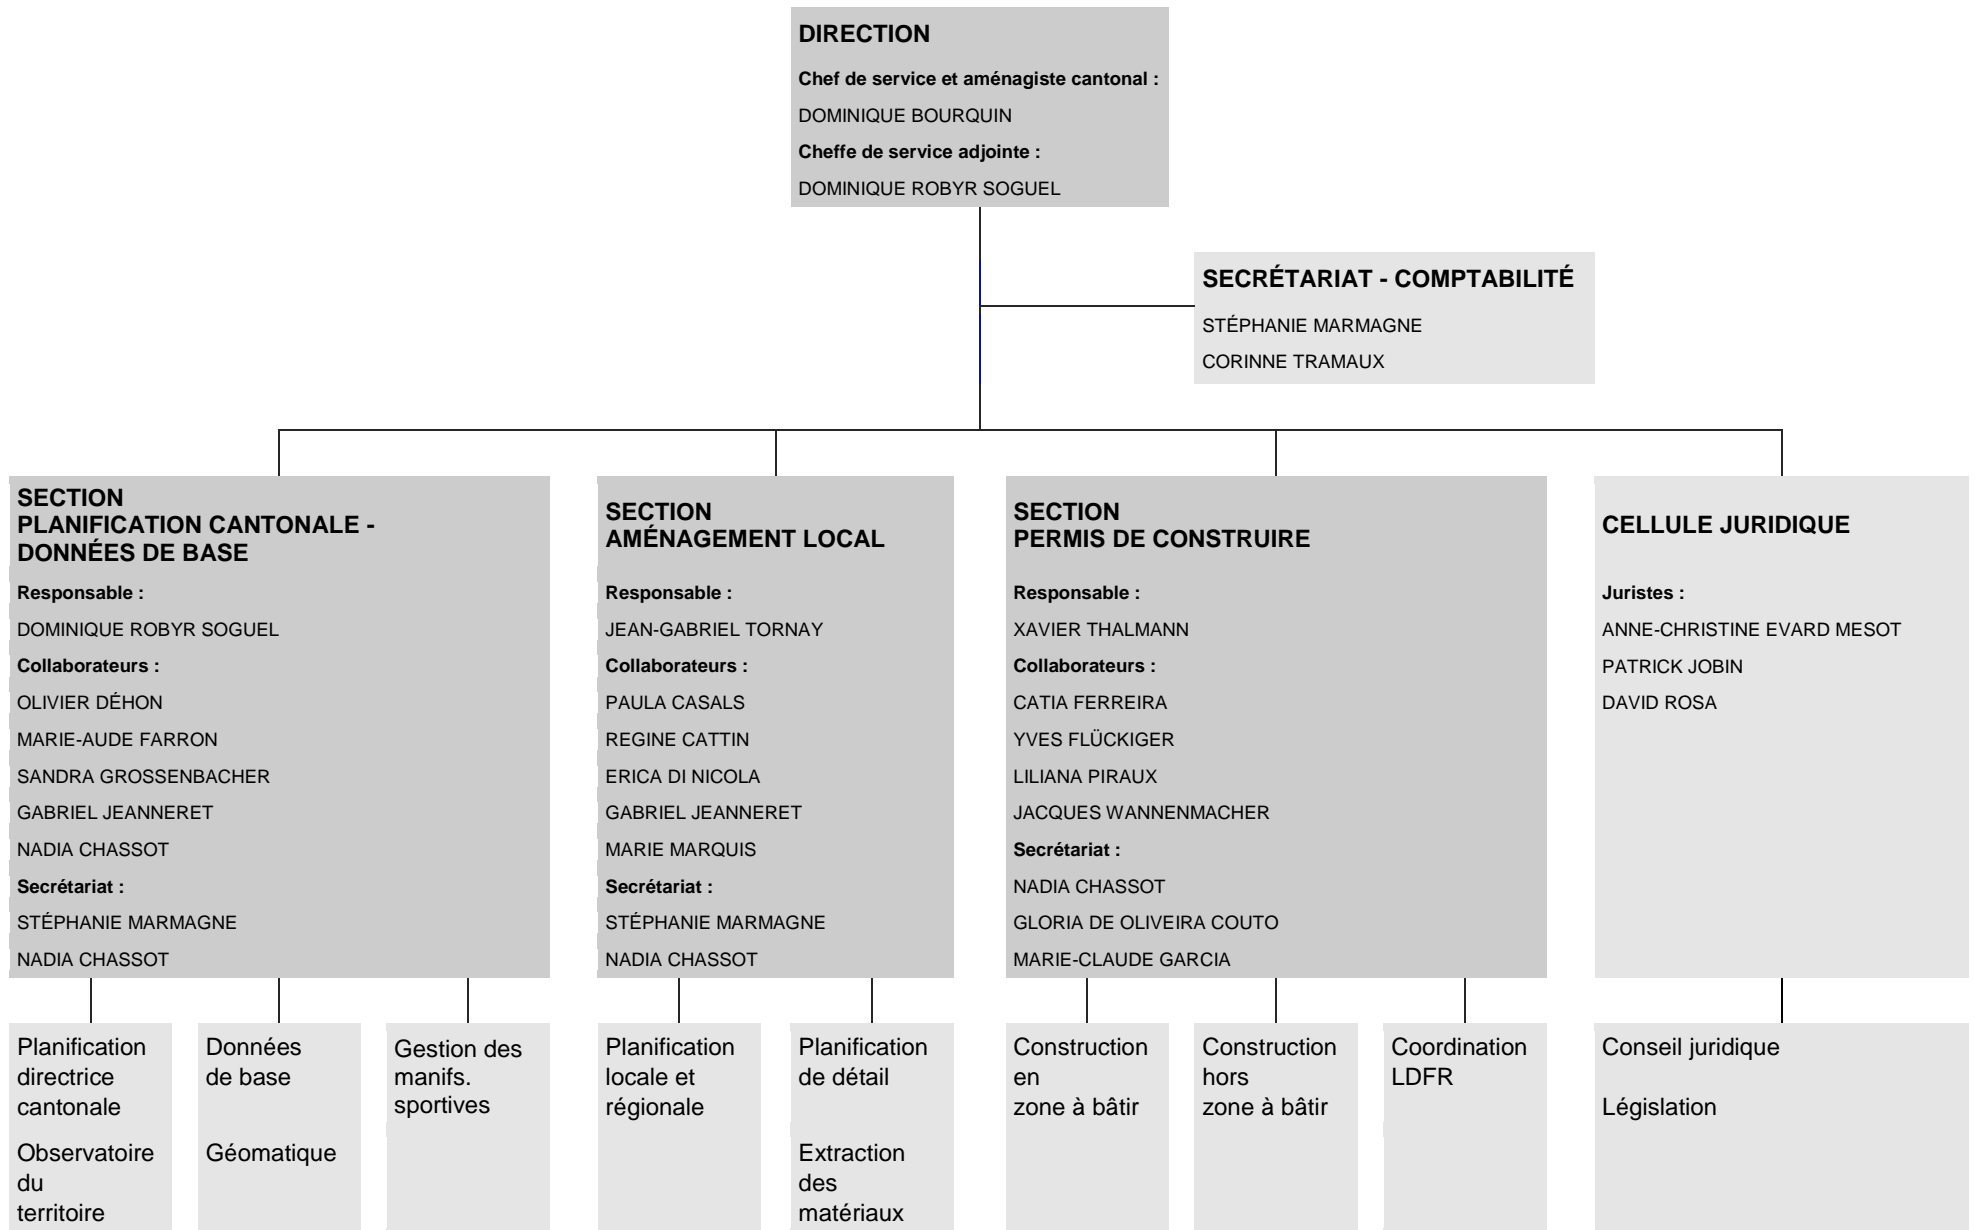 DIRECTION
Chef de service et aménagiste cantonal :
DOMINIQUE BOURQUIN
Cheffe de service adjointe :
DOMINIQUE ROBYR SOGUEL
SECRÉTARIAT - COMPTABILITÉ
STÉPHANIE MARMAGNE
CORINNE TRAMAUX
SECTION
PLANIFICATION CANTONALE -
DONNÉES DE BASE
Responsable :
DOMINIQUE ROBYR SOGUEL
Collaborateurs :
OLIVIER DÉHON
MARIE-AUDE FARRON
SANDRA GROSSENBACHER
GABRIEL JEANNERET
NADIA CHASSOT
Secrétariat :
STÉPHANIE MARMAGNE
NADIA CHASSOT
SECTION
AMÉNAGEMENT LOCAL
Responsable :
JEAN-GABRIEL TORNAY
Collaborateurs :
PAULA CASALS
REGINE CATTIN
ERICA DI NICOLA
GABRIEL JEANNERET
MARIE MARQUIS
Secrétariat :
STÉPHANIE MARMAGNE
NADIA CHASSOT
SECTION
PERMIS DE CONSTRUIRE
Responsable :
XAVIER THALMANN
Collaborateurs :
CATIA FERREIRA
YVES FLÜCKIGER
LILIANA PIRAUX
JACQUES WANNENMACHER
Secrétariat :
NADIA CHASSOT
GLORIA DE OLIVEIRA COUTO
MARIE-CLAUDE GARCIA
CELLULE JURIDIQUE
Juristes :
ANNE-CHRISTINE EVARD MESOT
PATRICK JOBIN
DAVID ROSA
Planification
directrice
cantonale
Observatoire
du
territoire
Données
de base
Géomatique
Gestion des
manifs.
sportives
Planification
locale et
régionale
Planification
de détail
Extraction
des
matériaux
Construction
en
zone à bâtir
Construction
hors
zone à bâtir
Coordination
LDFR
Conseil juridique
Législation